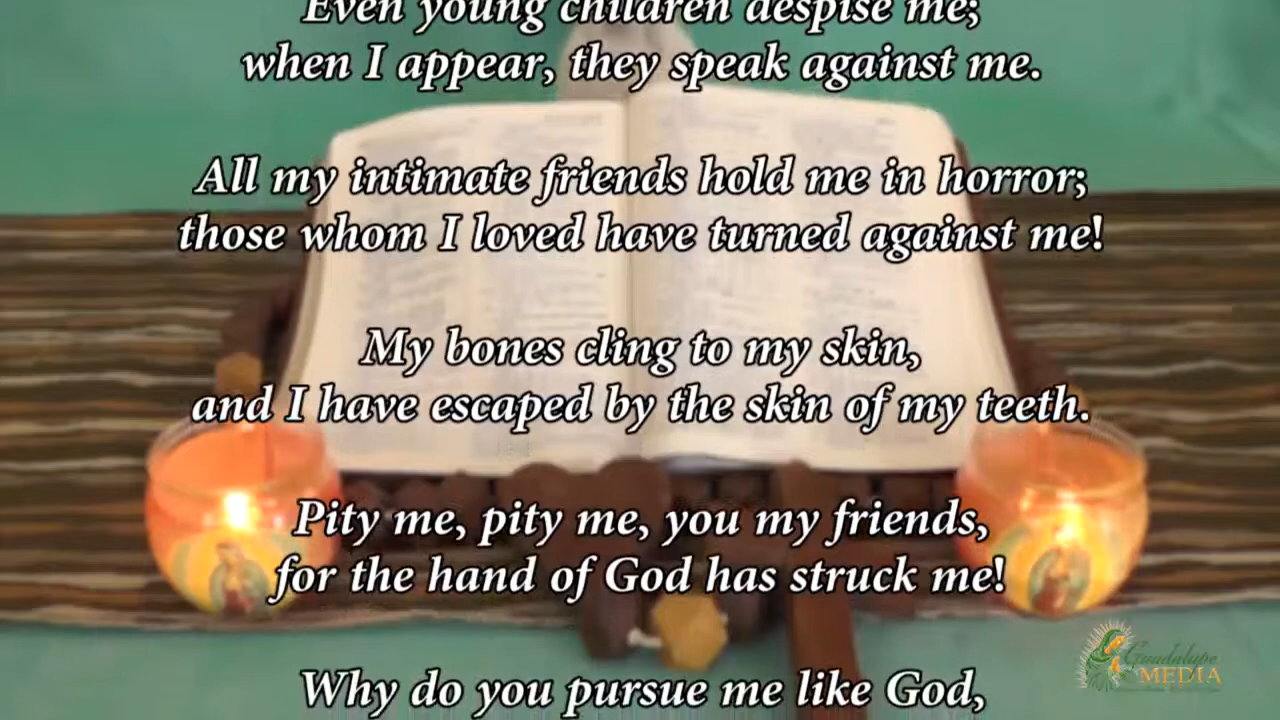 Even young children despise me;
when I appear, they speak against me.
All my intimate friends hold me in horror;
those whom I loved have turned against me!
My bones cling to my skin,
and I have escaped by the skin of my teeth.
Pity me, pity me, you my friends,
for the hand of God has struck me!
Why do you pursue me like God,
Guadalupe
MEDIA